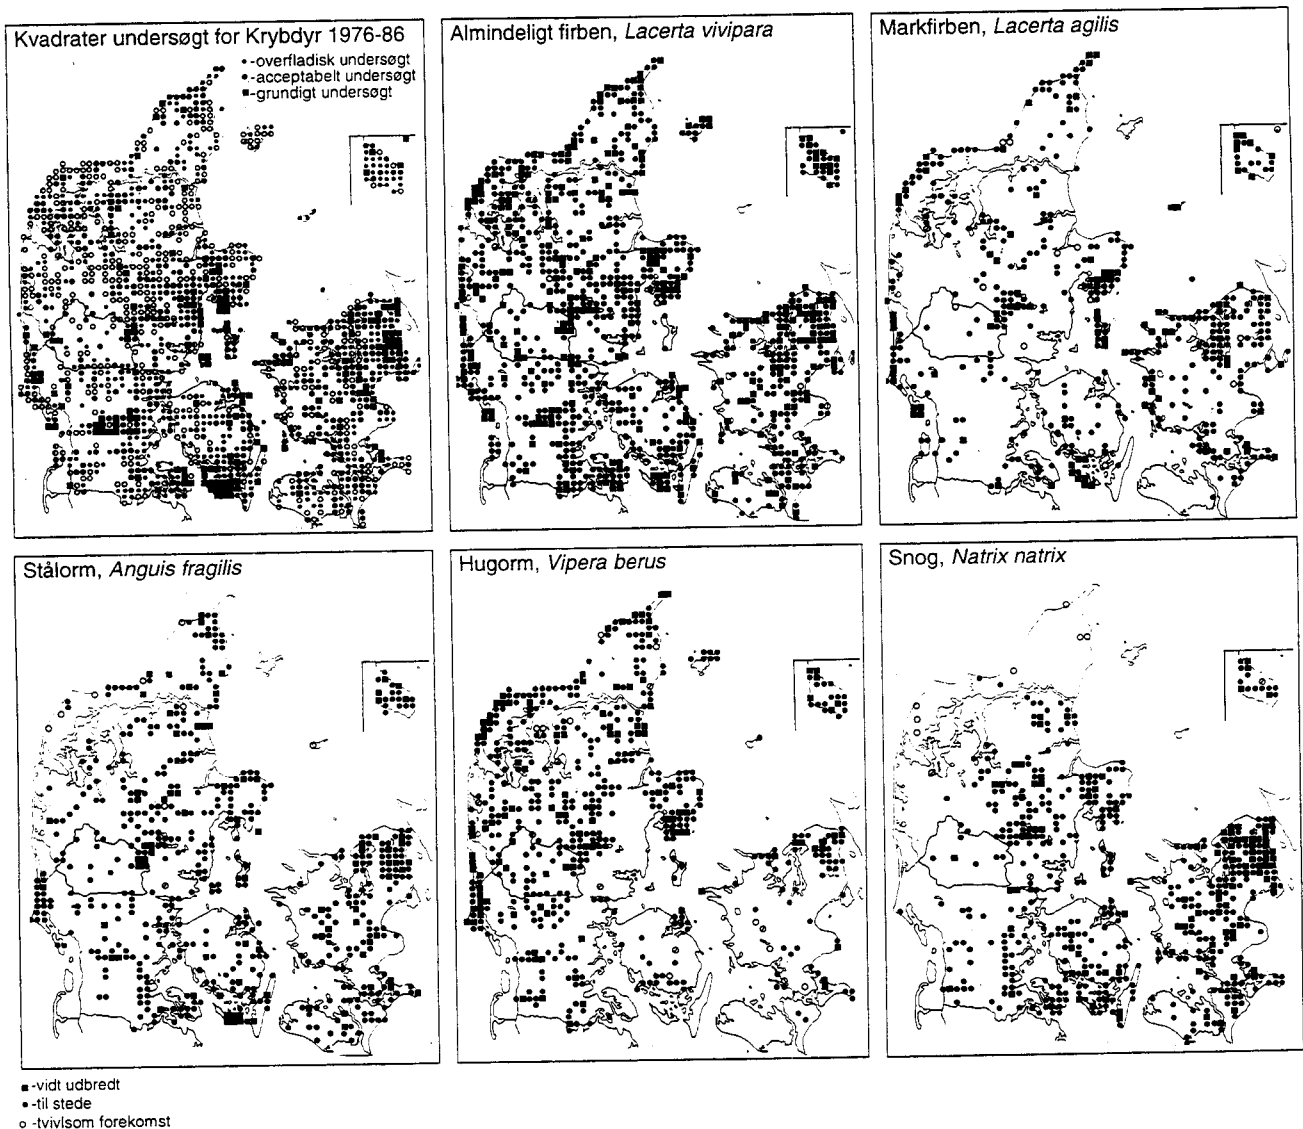 Kvadrater undersøgt for Krybdyr 1976-86
•-overfladisk undersøgt
•-acceptabelt undersøgt
■-grundigt undersøgt
Almindeligt firben, Lacerta vivipara
Markfirben, Lacerta agilis
Stålorm, Anguis fragilis
Hugorm, Vipera berus
Snog, Natrix natrix
■-vidt udbredt
•-til stede
○-tvivlsom forekomst